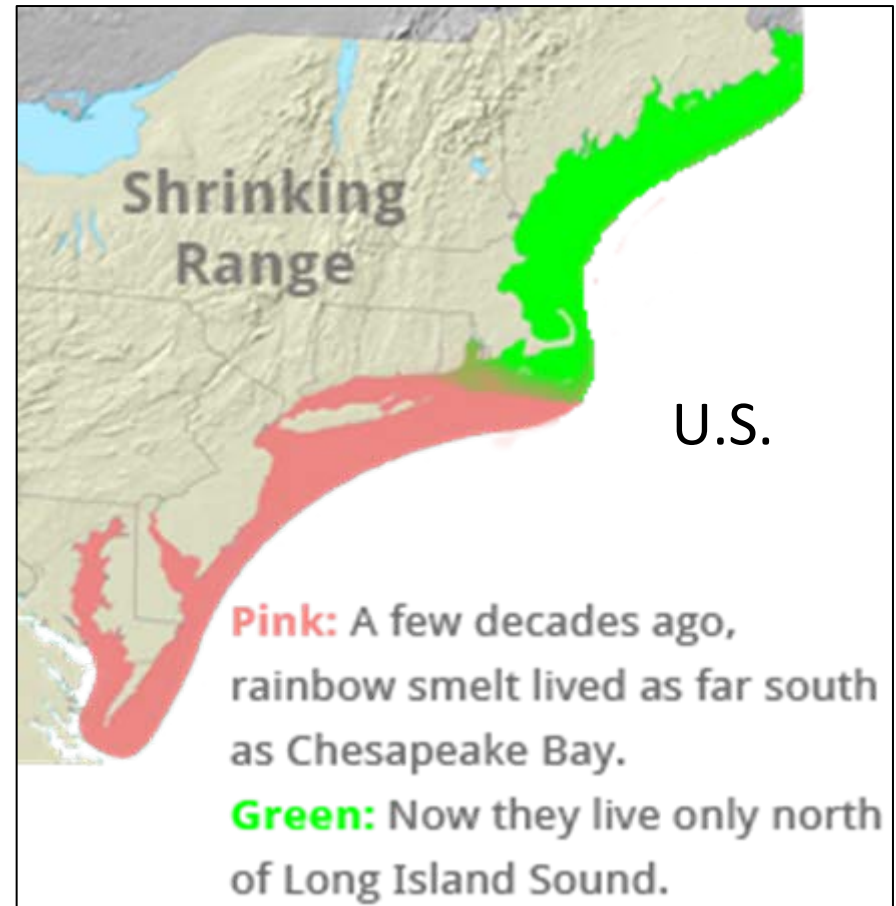 Shrinking
Range
U.S.
Pink: A few decades ago,
rainbow smelt lived as far south
as Chesapeake Bay.
Green: Now they live only north
of Long Island Sound.